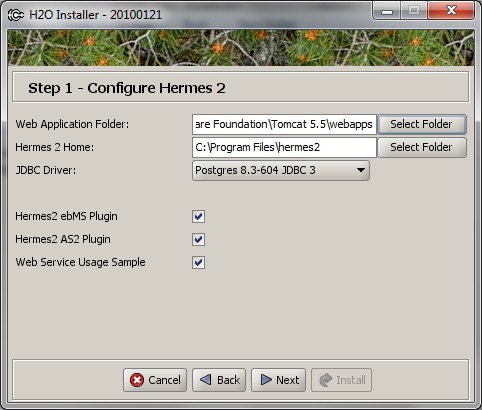 H2O Installer - 20100121
Step 1 - Configure Hermes 2
Web Application Folder: are Foundation\Tomcat 5.5\webapps Select Folder
Hermes 2 Home: C:\Program Files\hermes2 Select Folder
JDBC Driver: Postgres 8.3-604 JDBC 3
Hermes2 ebMS Plugin
Hermes2 AS2 Plugin
Web Service Usage Sample
Cancel Back Next Install